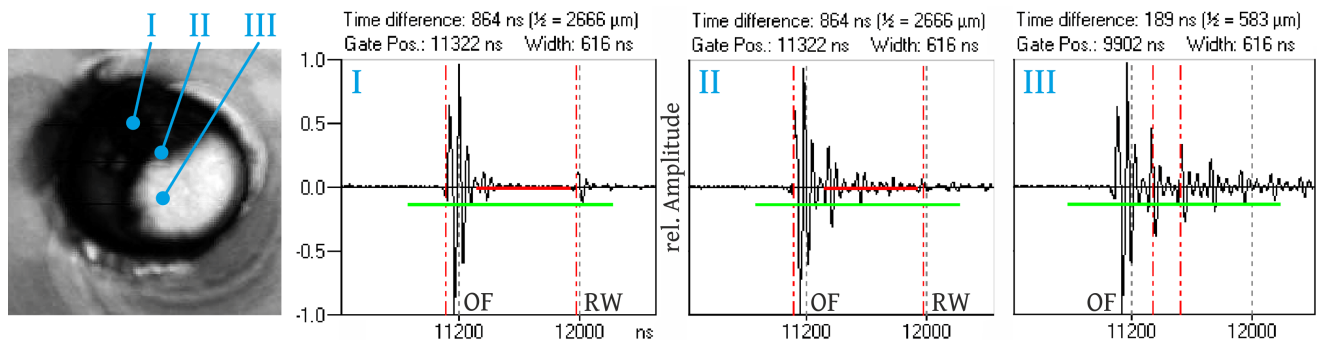 I II III
Time difference: 864 ns (½ = 2666 µm)
Gate Pos.: 11322 ns Width: 616 ns
I
1.0
0.5
0.0
-0.5
-1.0
OF
RW
11200 12000 ns
Time difference: 864 ns (½ = 2666 µm)
Gate Pos.: 11322 ns Width: 616 ns
II
rel. Amplitude
OF
RW
11200 12000
Time difference: 189 ns (½ = 583 µm)
Gate Pos.: 9902 ns Width: 616 ns
III
OF
11200 12000